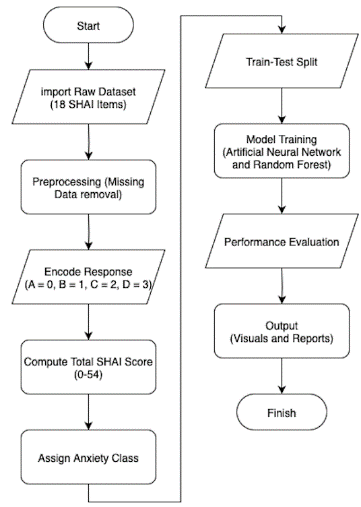 Start
import Raw Dataset
(18 SHAI Items)
Preprocessing (Missing
Data removal)
Encode Response
(A = 0, B = 1, C = 2, D = 3)
Compute Total SHAI Score
(0-54)
Assign Anxiety Class
Train-Test Split
Model Training
(Artificial Neural Network
and Random Forest)
Performance Evaluation
Output
(Visuals and Reports)
Finish